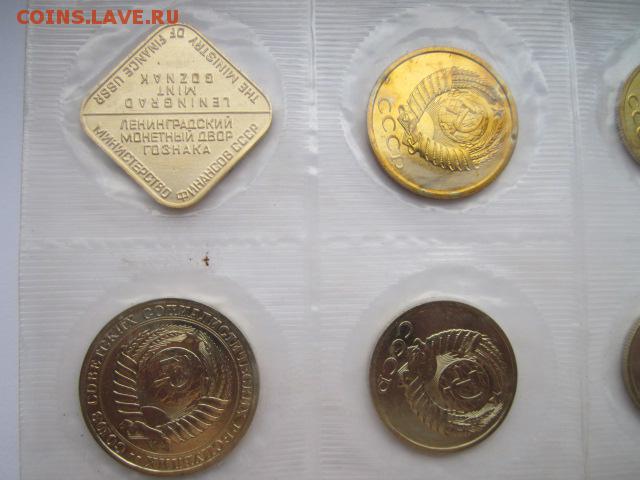 COINS.LAVE.RU
THE MINISTRY OF FINANCE USSR
LENINGRAD
MINT
GOZNAK
ЛЕНИНГРАДСКИЙ
МОНЕТНЫЙ ДВОР
ГОЗНАКА
МИНИСТЕРСТВО ФИНАНСОВ СССР
СССР
СОЮЗ СОВЕТСКИХ СОЦИАЛИСТИЧЕСКИХ РЕСПУБЛИК
СССР